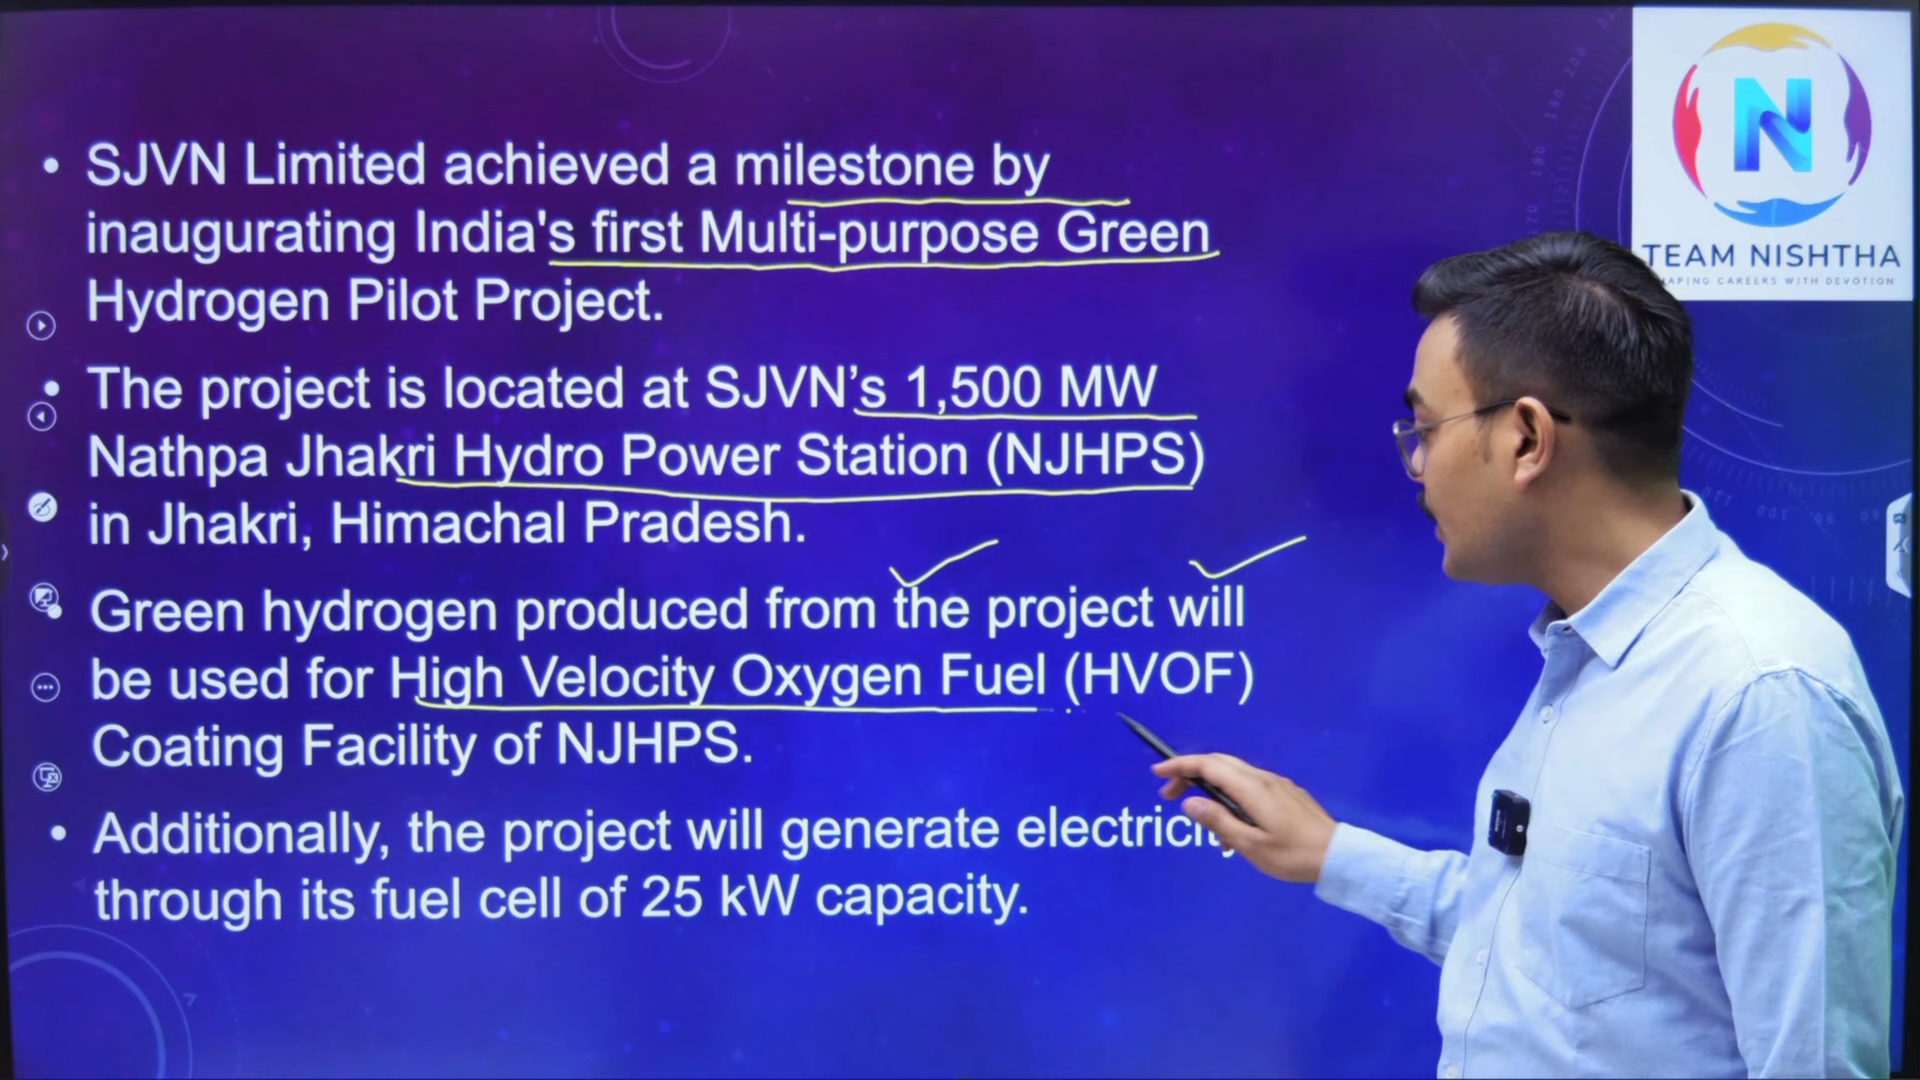 • SJVN Limited achieved a milestone by
inaugurating India's first Multi-purpose Green
Hydrogen Pilot Project.
• The project is located at SJVN’s 1,500 MW
Nathpa Jhakri Hydro Power Station (NJHPS)
in Jhakri, Himachal Pradesh.
Green hydrogen produced from the project will
be used for High Velocity Oxygen Fuel (HVOF)
Coating Facility of NJHPS.
• Additionally, the project will generate
through its fuel cell of 25 kW capacity.
N
TEAM NISHTHA
CAREERS WITH DEVOTION